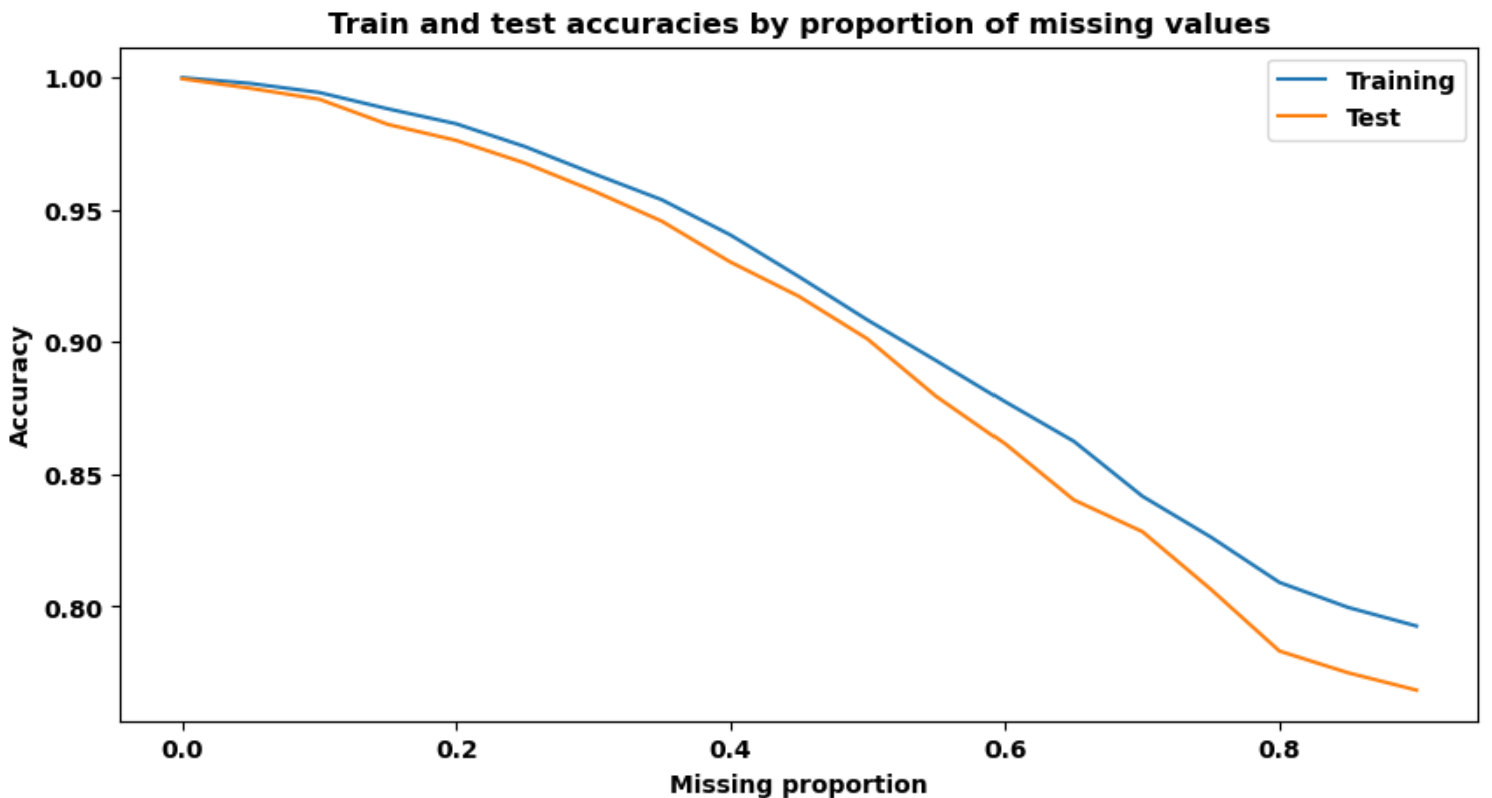 Train and test accuracies by proportion of missing values
Training
Test
1.00
0.95
0.90
0.85
0.80
Accuracy
0.0 0.2 0.4 0.6 0.8
Missing proportion